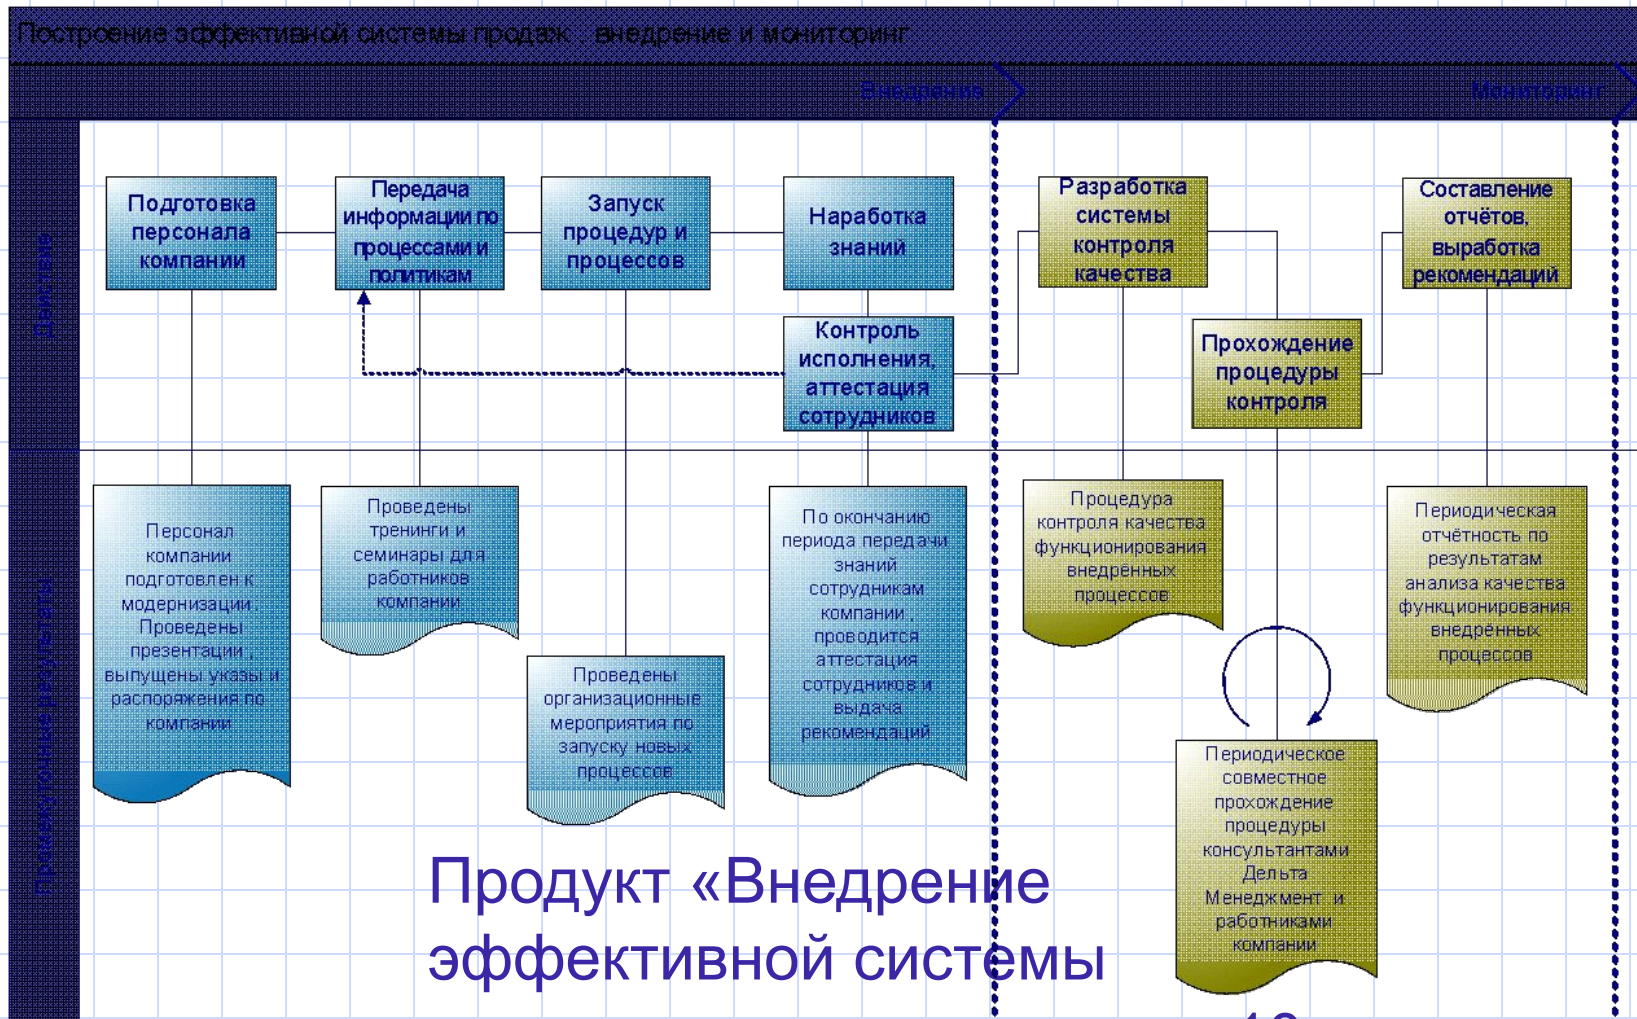 Построение эффективной системы продаж . внедрение и мониторинг
Внедрение
Мониторинг
Действие
Подготовка
персонала
компании
Передача
информации по
процессами и
политикам
Запуск
процедур и
процессов
Наработка
знаний
Контроль
исполнения,
аттестация
сотрудников
Разработка
системы
контроля
качества
Прохождение
процедуры
контроля
Составление
отчётов,
выработка
рекомендаций
Промежуточные результаты
Персонал
компании
подготовлен к
модернизации.
Проведены
презентации ,
выпущены указы и
распоряжения по
компании
Проведены
тренинги и
семинары для
работников
компании
Проведены
организационные
мероприятия по
запуску новых
процессов
По окончанию
периода передачи
знаний
сотрудникам
компании ,
проводится
аттестация
сотрудников и
выдача
рекомендаций
Процедура
контроля качества
функционирования
внедрённых
процессов
Периодическое
совместное
прохождение
процедуры
консультантами
Дельта
Менеджмент и
работниками
компании
Периодическая
отчётность по
результатам
анализа качества
функционирования
внедрённых
процессов
Продукт «Внедрение
эффективной системы